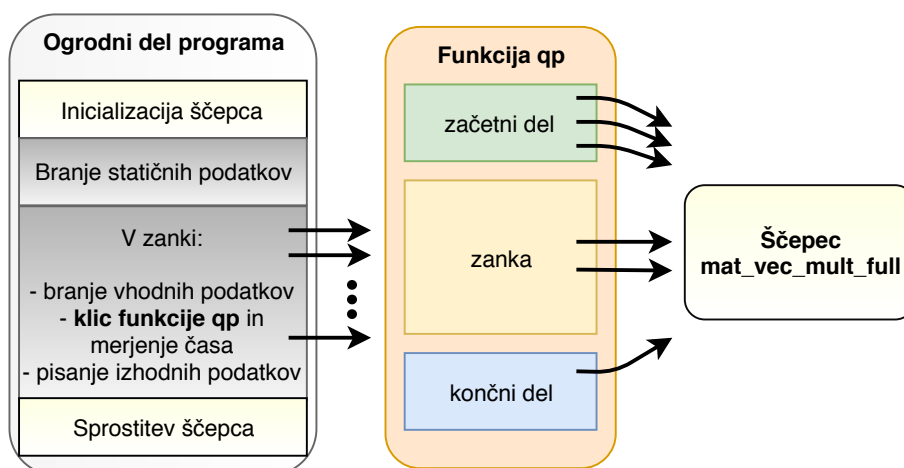 Ogrodni del programa
Inicializacija ščepca
Branje statičnih podatkov
V zanki:
- branje vhodnih podatkov
- klic funkcije qp in
merjenje časa
- pisanje izhodnih podatkov
Sprostitev ščepca
Funkcija qp
začetni del
zanka
končni del
Ščepec
mat_vec_mult_full